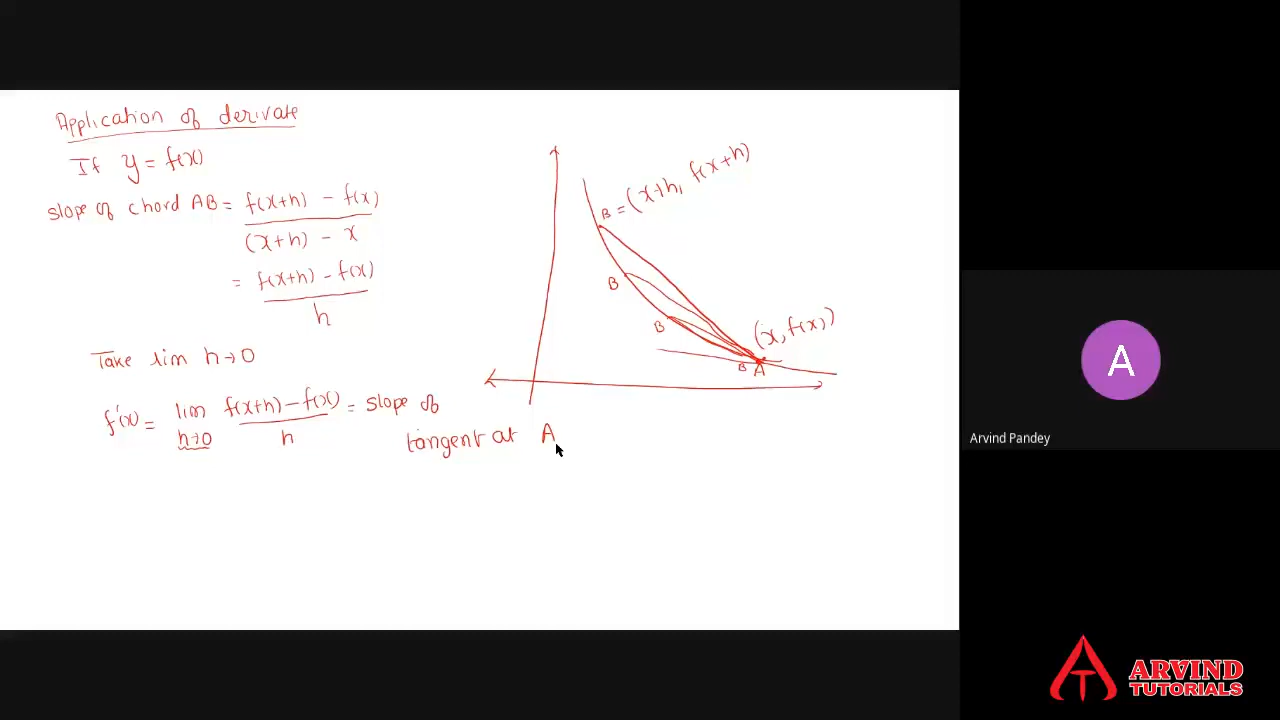 Application of derivate
If y = f(x)
slope of chord AB = f(x+h) - f(x)
(x+h) - x
= f(x+h) - f(x)
h
Take lim h→0
f'(x) = lim f(x+h) - f(x) = slope of
h→0 h
tangent at A
B = (x+h, f(x+h)
B
B
(x, f(x))
B A
A
Arvind Pandey
ARVIND
TUTORIALS